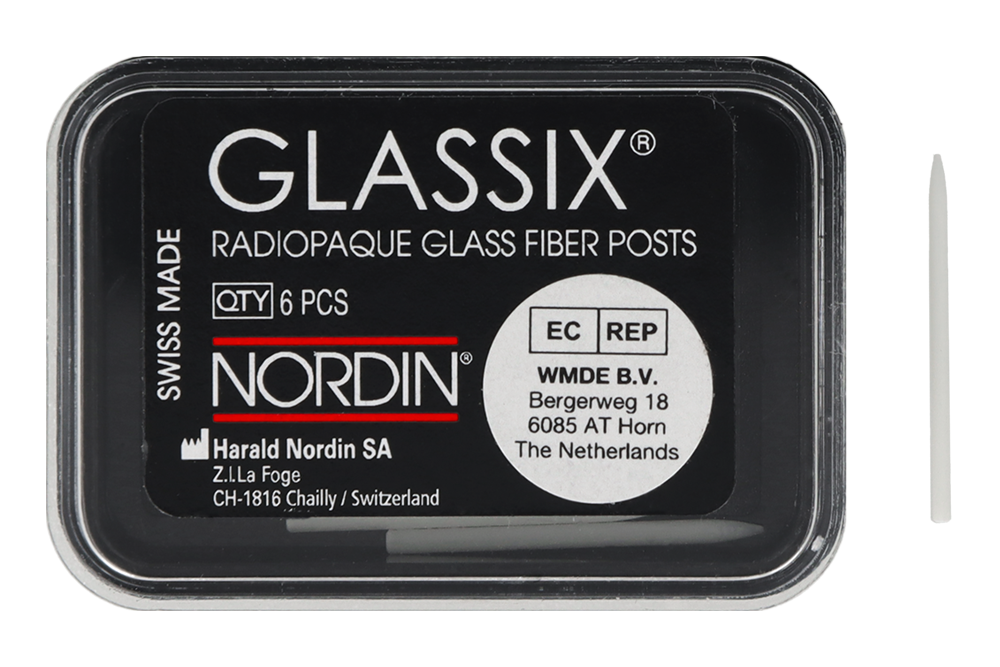 GLASSIX®
RADIOPAQUE GLASS FIBER POSTS
SWISS MADE
QTY 6 PCS
NORDIN®
Harald Nordin SA
Z.I.La Foge
CH-1816 Chailly / Switzerland
EC REP
WMDE B.V.
Bergerweg 18
6085 AT Horn
The Netherlands